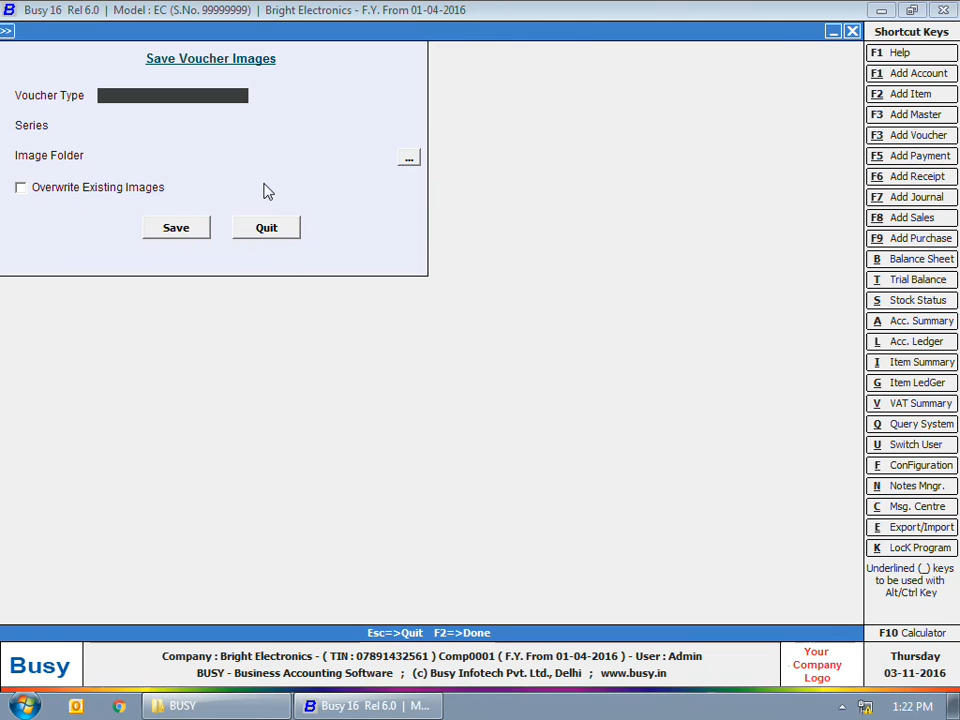 Busy 16 Rel 6.0 | Model : EC (S.No. 99999999) | Bright Electronics - F.Y. From 01-04-2016
>>
Save Voucher Images
Voucher Type
Series
Image Folder
...
Overwrite Existing Images
Save Quit
Shortcut Keys
F1 Help
F1 Add Account
F2 Add Item
F3 Add Master
F3 Add Voucher
F5 Add Payment
F6 Add Receipt
F7 Add Journal
F8 Add Sales
F9 Add Purchase
B Balance Sheet
T Trial Balance
S Stock Status
A Acc. Summary
L Acc. Ledger
I Item Summary
G Item LedGer
V VAT Summary
Q Query System
U Switch User
F ConFiguration
N Notes Mngr.
C Msg. Centre
E Export/Import
K LocK Program
Underlined (_) keys
to be used with
Alt/Ctrl Key
F10 Calculator
Esc=>Quit F2=>Done
Busy
Company : Bright Electronics - ( TIN : 07891432561 ) Comp0001 ( F.Y. From 01-04-2016 ) - User : Admin
BUSY - Business Accounting Software ; (c) Busy Infotech Pvt. Ltd., Delhi ; www.busy.in
Your
Company
Logo
Thursday
03-11-2016
BUSY
Busy 16 Rel 6.0 | M...
1:22 PM